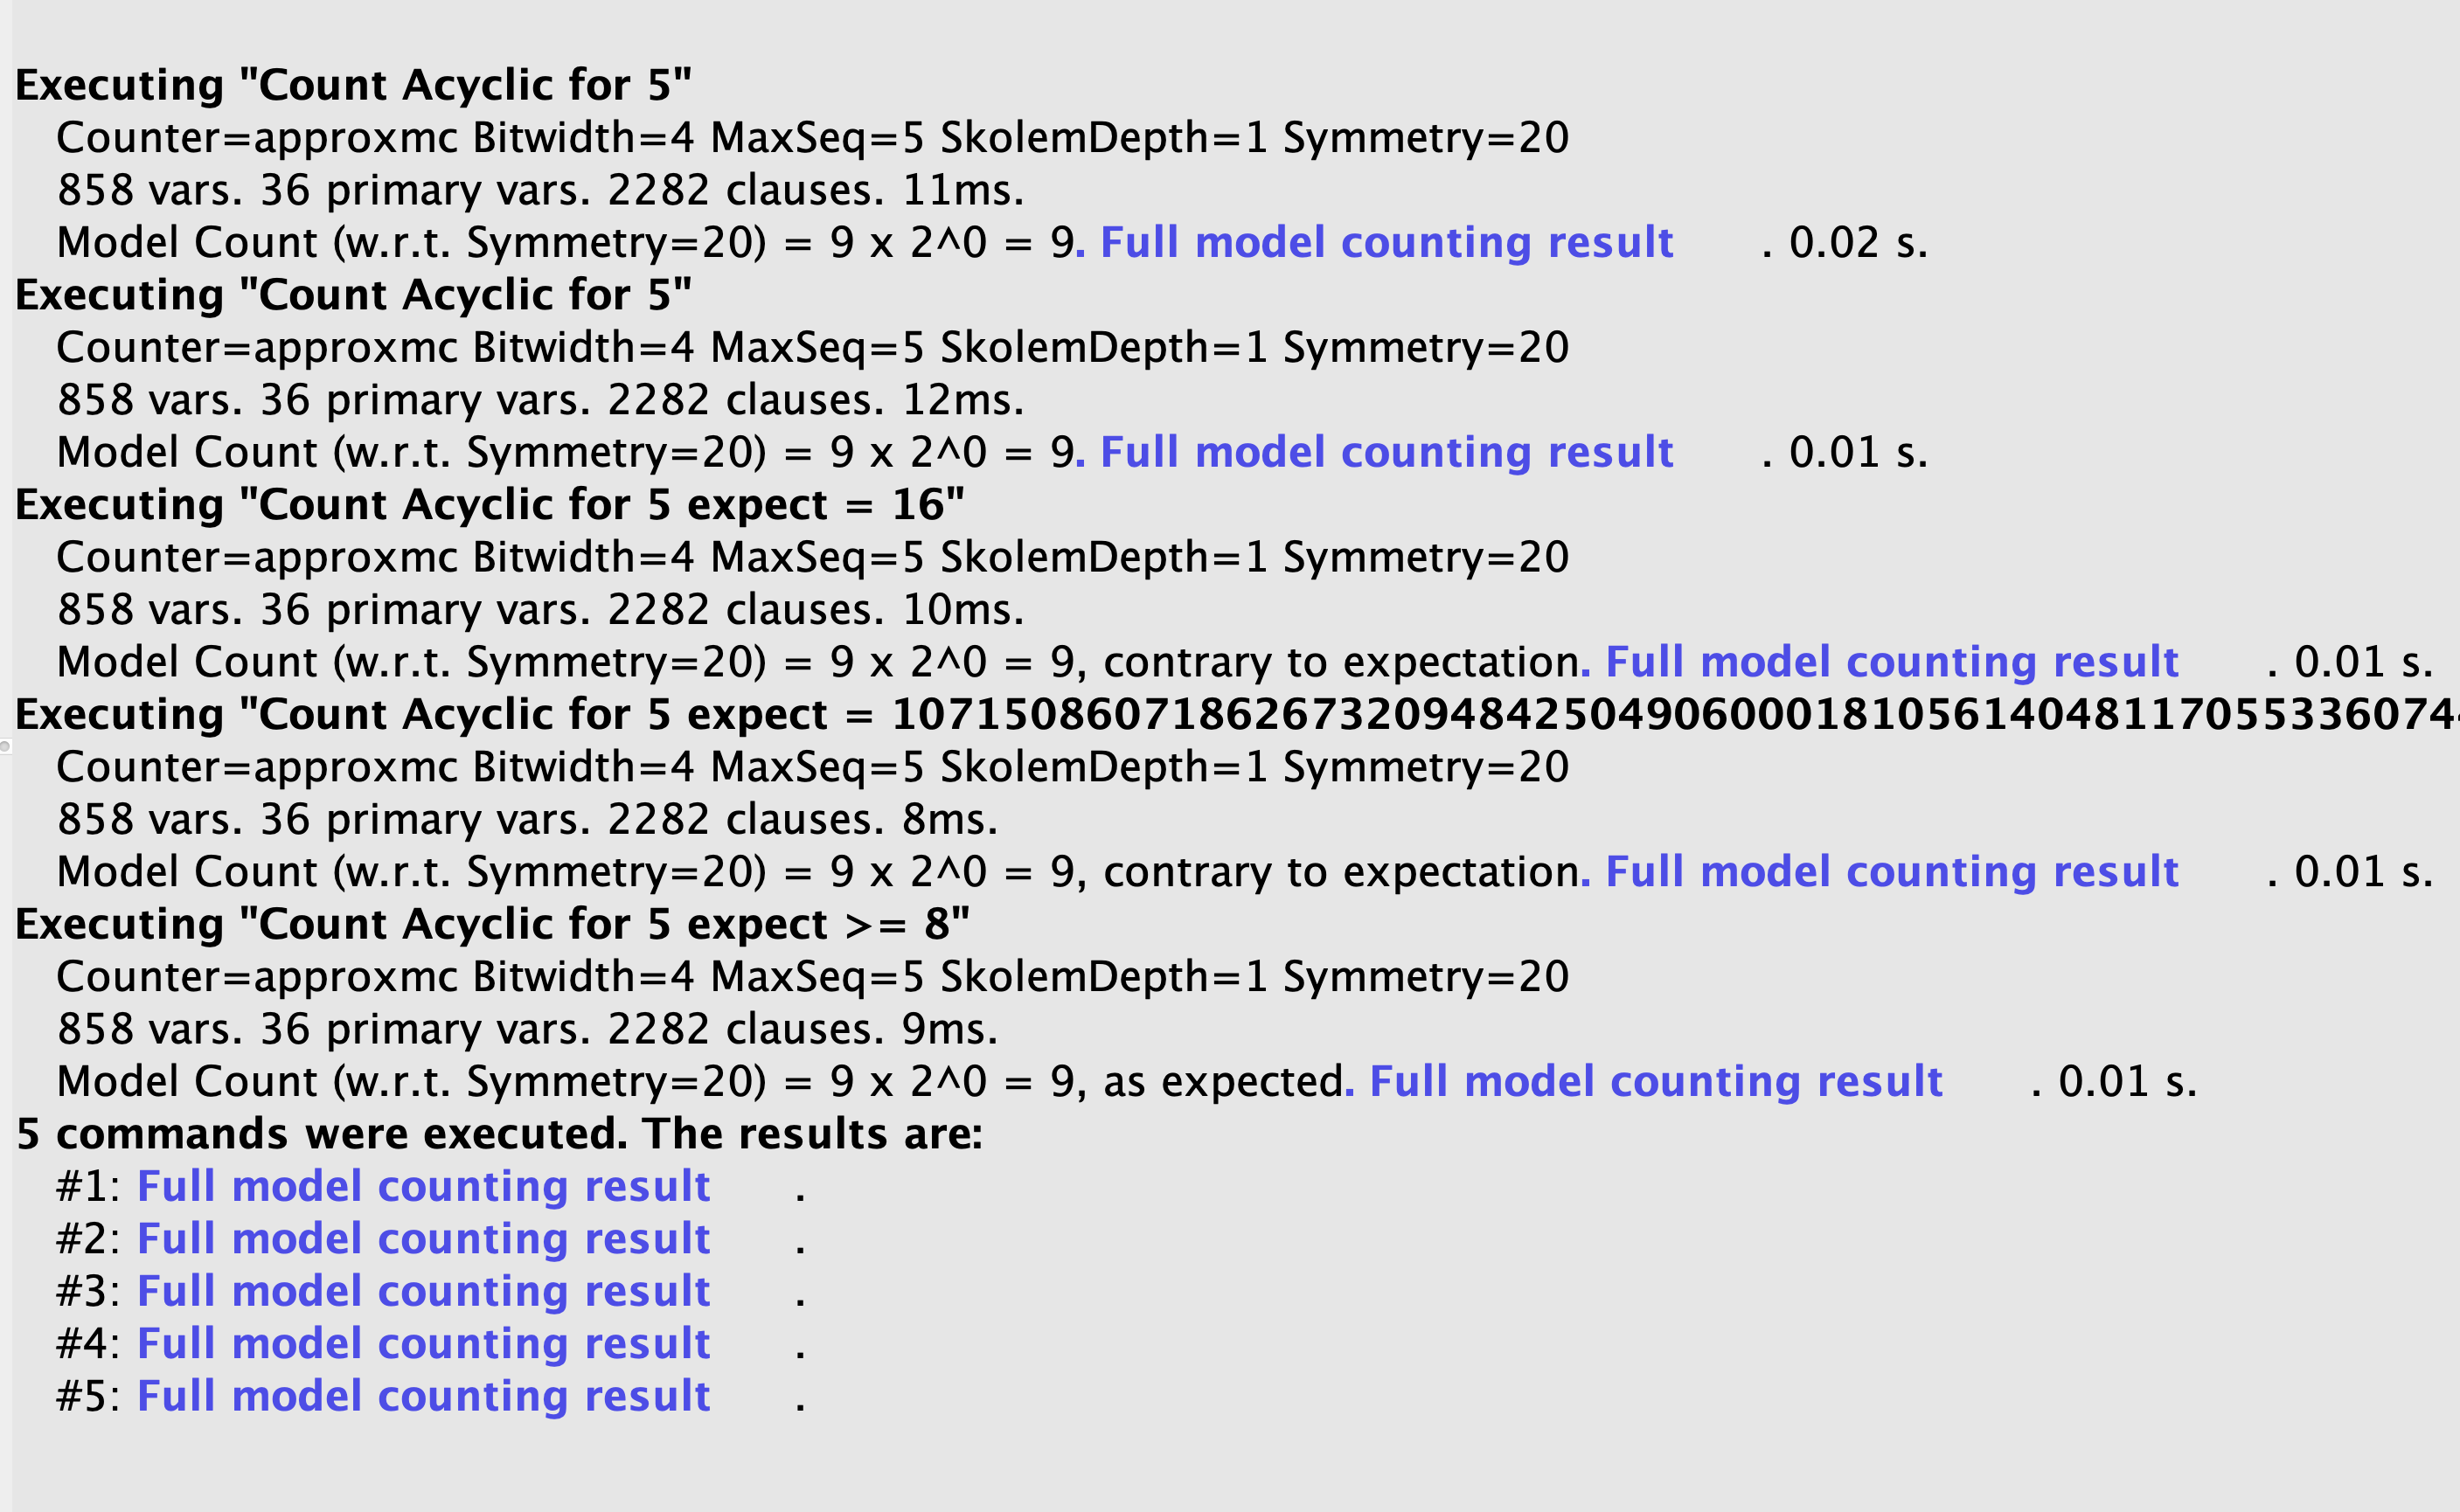 Executing "Count Acyclic for 5"
Counter=approxmc Bitwidth=4 MaxSeq=5 SkolemDepth=1 Symmetry=20
858 vars. 36 primary vars. 2282 clauses. 11ms.
Model Count (w.r.t. Symmetry=20) = 9 x 2^0 = 9. Full model counting result . 0.02 s.
Executing "Count Acyclic for 5"
Counter=approxmc Bitwidth=4 MaxSeq=5 SkolemDepth=1 Symmetry=20
858 vars. 36 primary vars. 2282 clauses. 12ms.
Model Count (w.r.t. Symmetry=20) = 9 x 2^0 = 9. Full model counting result . 0.01 s.
Executing "Count Acyclic for 5 expect = 16"
Counter=approxmc Bitwidth=4 MaxSeq=5 SkolemDepth=1 Symmetry=20
858 vars. 36 primary vars. 2282 clauses. 10ms.
Model Count (w.r.t. Symmetry=20) = 9 x 2^0 = 9, contrary to expectation. Full model counting result . 0.01 s.
Executing "Count Acyclic for 5 expect = 107150860718626732094842504906000181056140481170553360744
Counter=approxmc Bitwidth=4 MaxSeq=5 SkolemDepth=1 Symmetry=20
858 vars. 36 primary vars. 2282 clauses. 8ms.
Model Count (w.r.t. Symmetry=20) = 9 x 2^0 = 9, contrary to expectation. Full model counting result . 0.01 s.
Executing "Count Acyclic for 5 expect >= 8"
Counter=approxmc Bitwidth=4 MaxSeq=5 SkolemDepth=1 Symmetry=20
858 vars. 36 primary vars. 2282 clauses. 9ms.
Model Count (w.r.t. Symmetry=20) = 9 x 2^0 = 9, as expected. Full model counting result . 0.01 s.
5 commands were executed. The results are:
#1: Full model counting result .
#2: Full model counting result .
#3: Full model counting result .
#4: Full model counting result .
#5: Full model counting result .